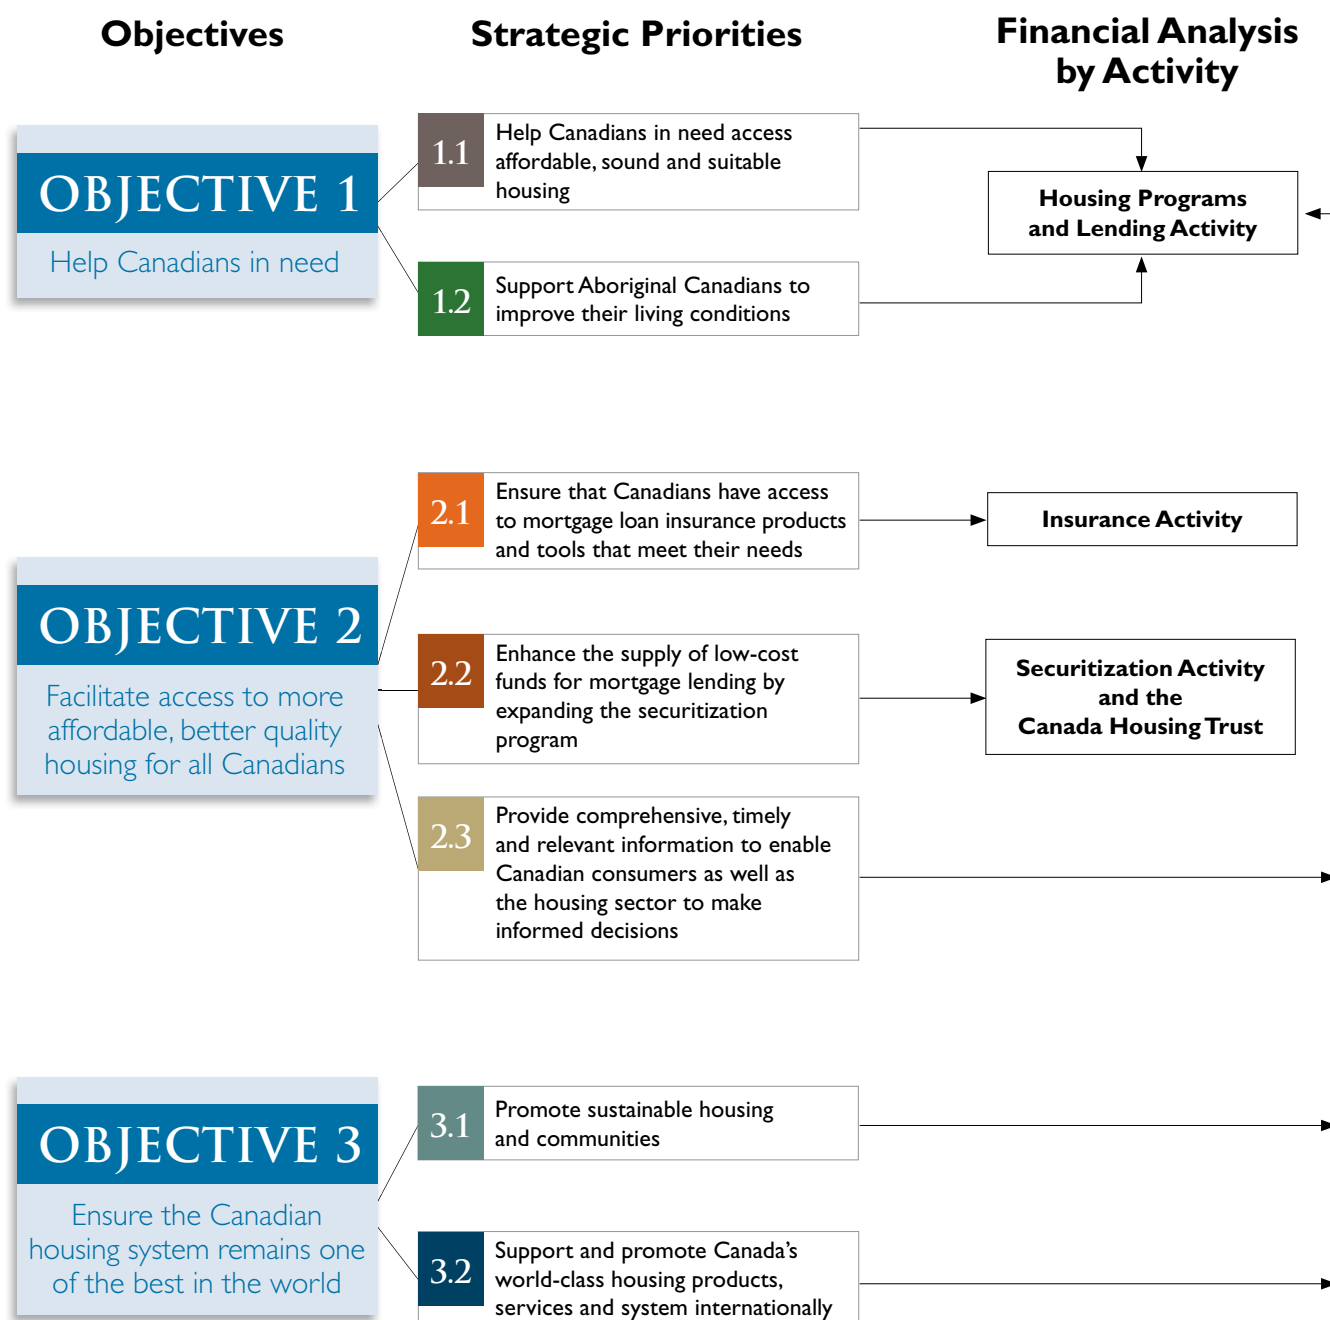 Objectives
Strategic Priorities
Financial Analysis
by Activity
OBJECTIVE 1
Help Canadians in need
1.1
Help Canadians in need access
affordable, sound and suitable
housing
1.2
Support Aboriginal Canadians to
improve their living conditions
Housing Programs
and Lending Activity
OBJECTIVE 2
Facilitate access to more
affordable, better quality
housing for all Canadians
2.1
Ensure that Canadians have access
to mortgage loan insurance products
and tools that meet their needs
Insurance Activity
2.2
Enhance the supply of low-cost
funds for mortgage lending by
expanding the securitization
program
Securitization Activity
and the
Canada Housing Trust
2.3
Provide comprehensive, timely
and relevant information to enable
Canadian consumers as well as
the housing sector to make
informed decisions
OBJECTIVE 3
Ensure the Canadian
housing system remains one
of the best in the world
3.1
Promote sustainable housing
and communities
3.2
Support and promote Canada’s
world-class housing products,
services and system internationally